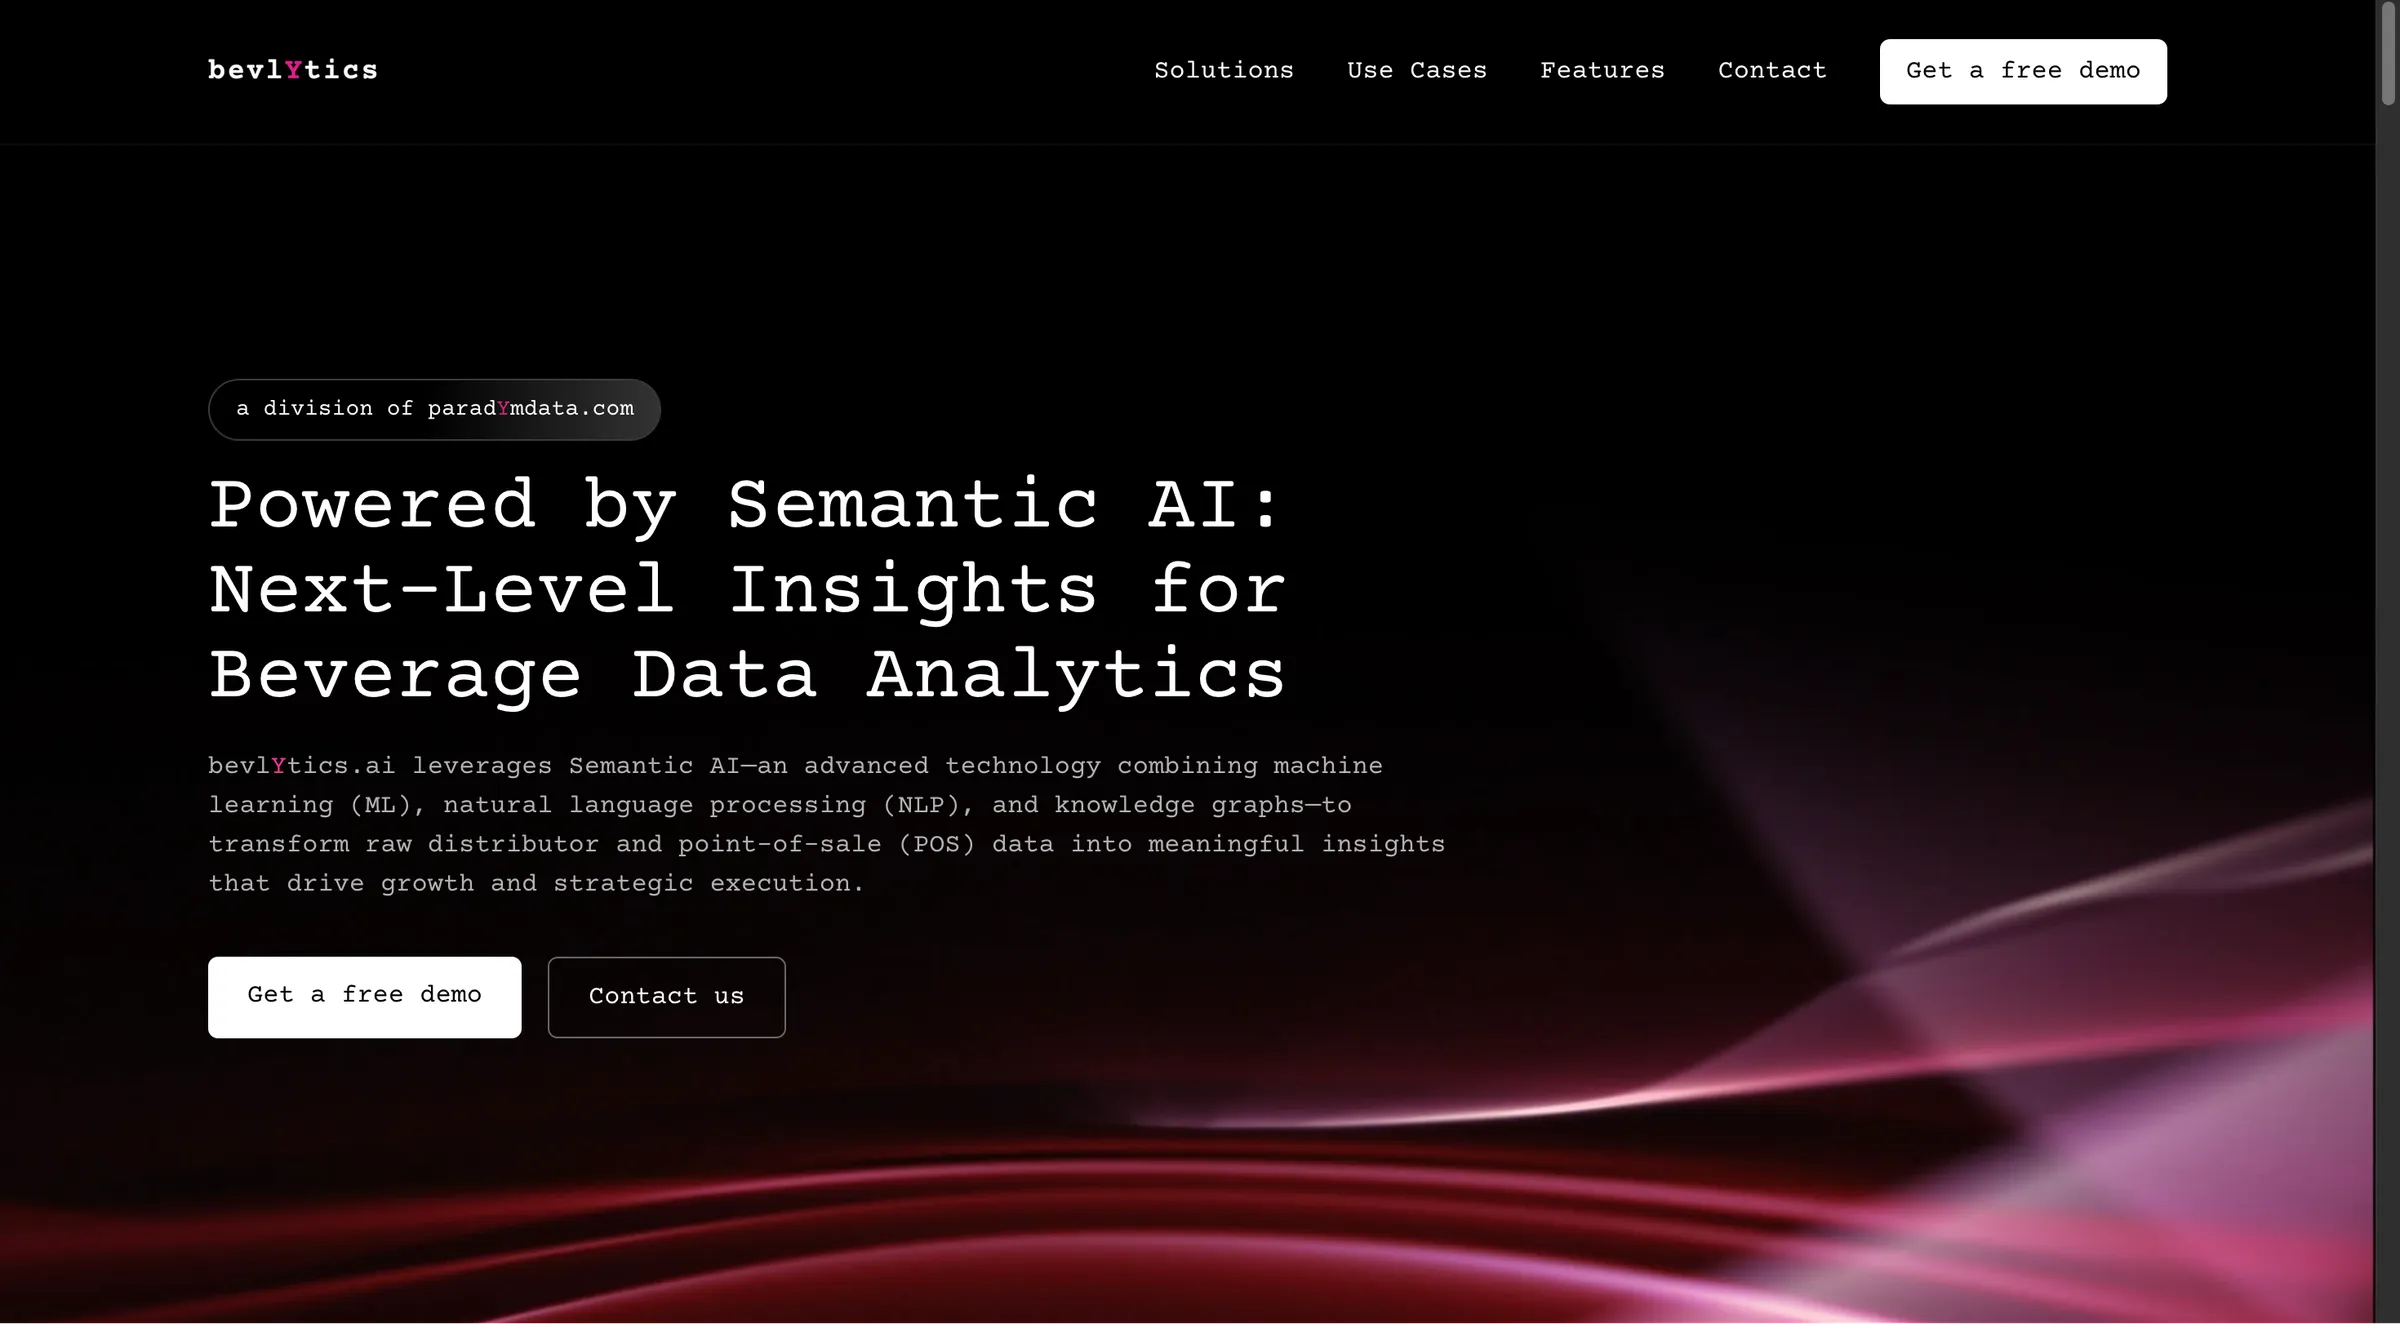 bevlYtics
Solutions
Use Cases
Features
Contact
Get a free demo
a division of paradYmdata.com
Powered by Semantic AI:
Next-Level Insights for
Beverage Data Analytics
bevlYtics.ai leverages Semantic AI—an advanced technology combining machine
learning (ML), natural language processing (NLP), and knowledge graphs—to
transform raw distributor and point-of-sale (POS) data into meaningful insights
that drive growth and strategic execution.
Get a free demo
Contact us